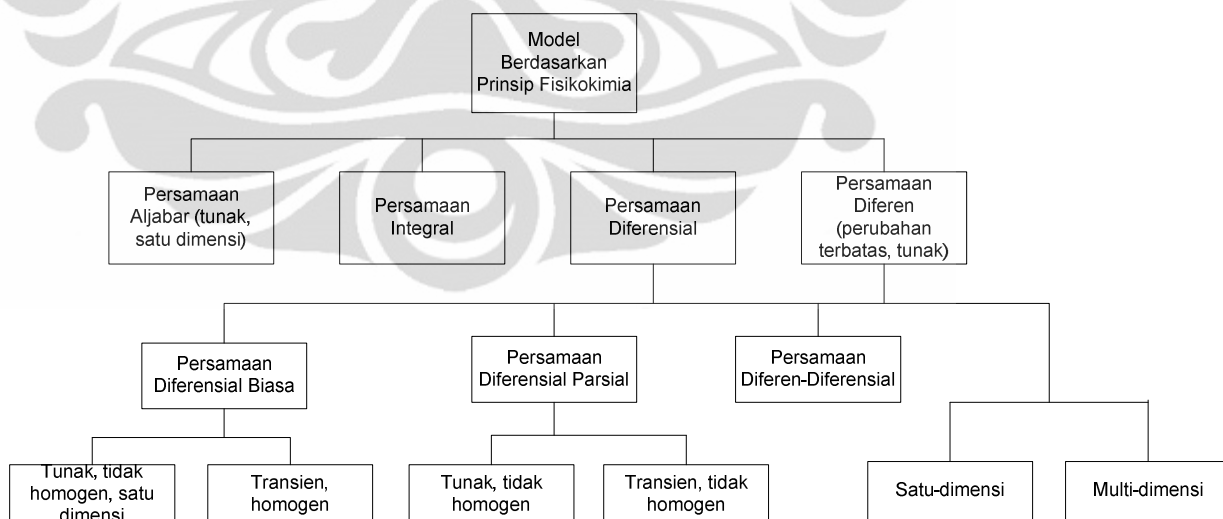 Model
Berdasarkan
Prinsip Fisikokimia
Persamaan
Aljabar (tunak,
satu dimensi)
Persamaan
Integral
Persamaan
Diferensial
Persamaan
Diferen
(perubahan
terbatas, tunak)
Persamaan
Diferensial Biasa
Persamaan
Diferensial Parsial
Persamaan
Diferen-Diferensial
Tunak, tidak
homogen, satu
dimensi
Transien,
homogen
Tunak, tidak
homogen
Transien, tidak
homogen
Satu-dimensi
Multi-dimensi